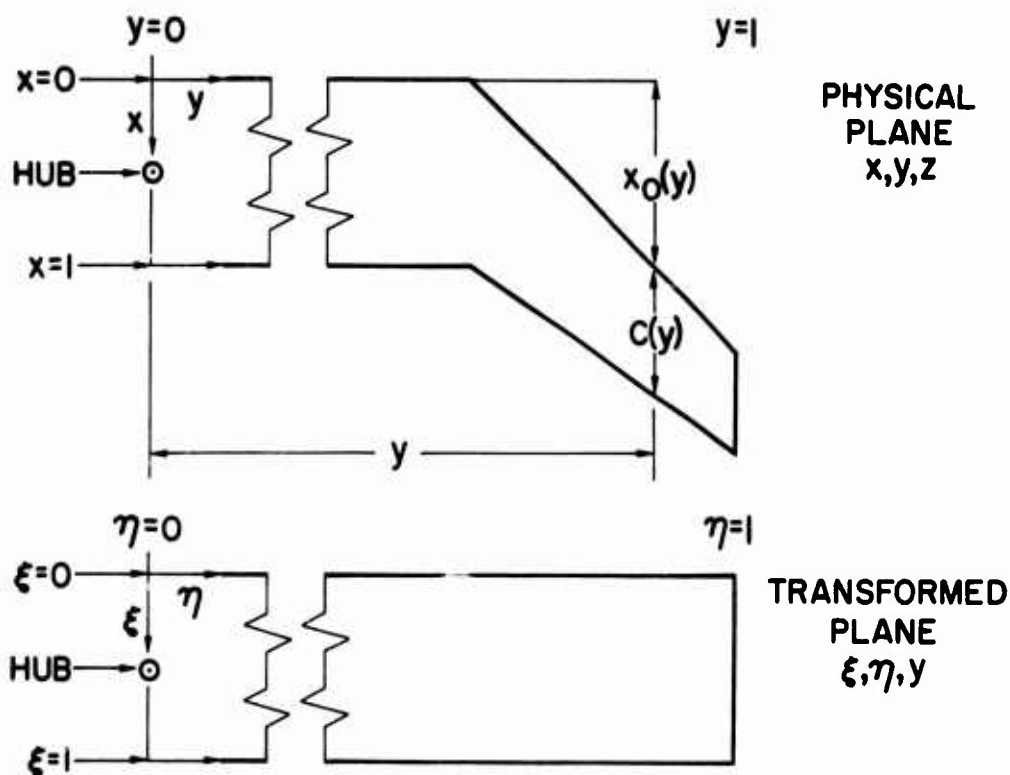 y=0
y=1
x=0
y
x
HUB
x=1
x₀(y)
C(y)
y
PHYSICAL
PLANE
x,y,z
η=0
η=1
ξ=0
η
ξ
HUB
ξ=1
TRANSFORMED
PLANE
ξ,η,y